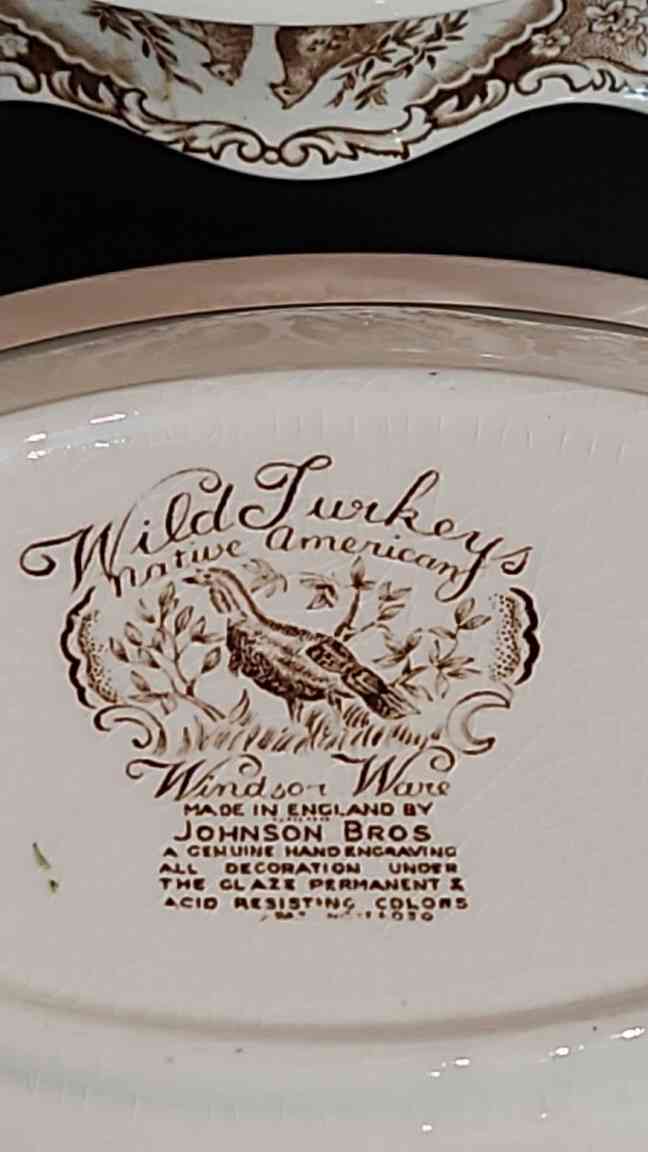 Wild Turkeys
Native American
Windsor Ware
MADE IN ENGLAND BY
JOHNSON BROS
A GENUINE HAND ENGRAVING
ALL DECORATION UNDER
THE GLAZE PERMANENT &
ACID RESISTING COLORS